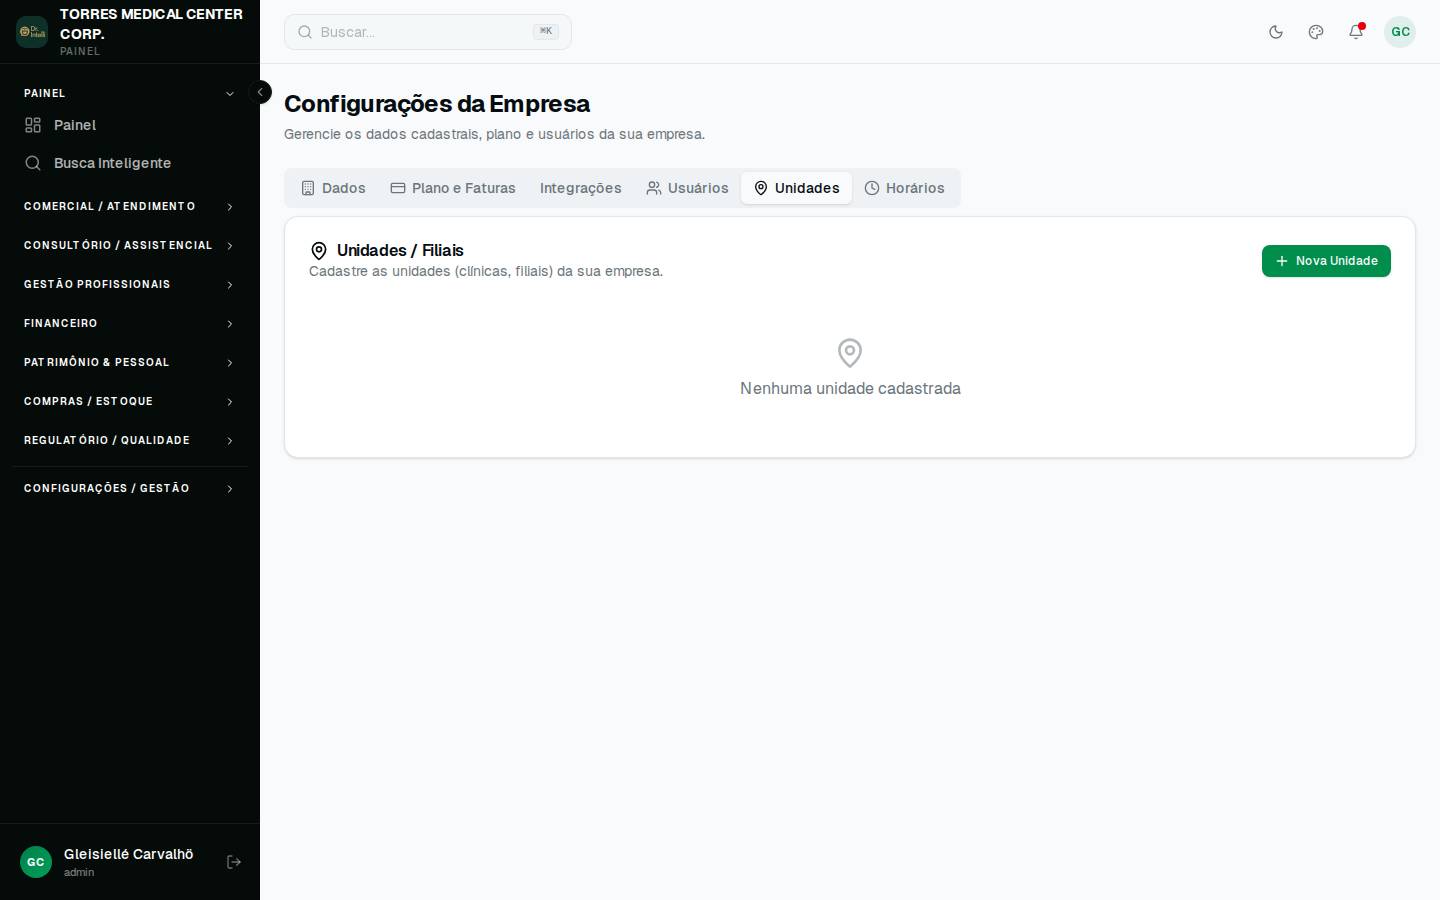 Dr.
Intelli
TORRES MEDICAL CENTER
CORP.
PAINEL
PAINEL
Painel
Busca Inteligente
COMERCIAL / ATENDIMENTO
CONSULTÓRIO / ASSISTENCIAL
GESTÃO PROFISSIONAIS
FINANCEIRO
PATRIMÔNIO & PESSOAL
COMPRAS / ESTOQUE
REGULATÓRIO / QUALIDADE
CONFIGURAÇÕES / GESTÃO
GC
Gleisiellé Carvalhö
admin
Buscar...
⌘K
GC
Configurações da Empresa
Gerencie os dados cadastrais, plano e usuários da sua empresa.
Dados
Plano e Faturas
Integrações
Usuários
Unidades
Horários
Unidades / Filiais
Cadastre as unidades (clínicas, filiais) da sua empresa.
Nova Unidade
Nenhuma unidade cadastrada